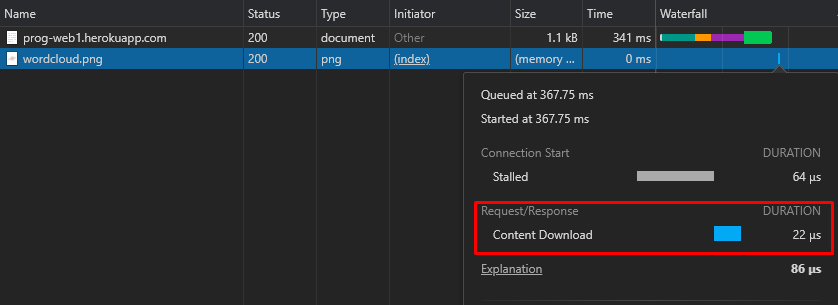 Name Status Type Initiator Size Time Waterfall
prog-web1.herokuapp.com 200 document Other 1.1 kB 341 ms
wordcloud.png 200 png (index) (memory ... 0 ms
Queued at 367.75 ms
Started at 367.75 ms
Connection Start DURATION
Stalled 64 μs
Request/Response DURATION
Content Download 22 μs
Explanation 86 μs